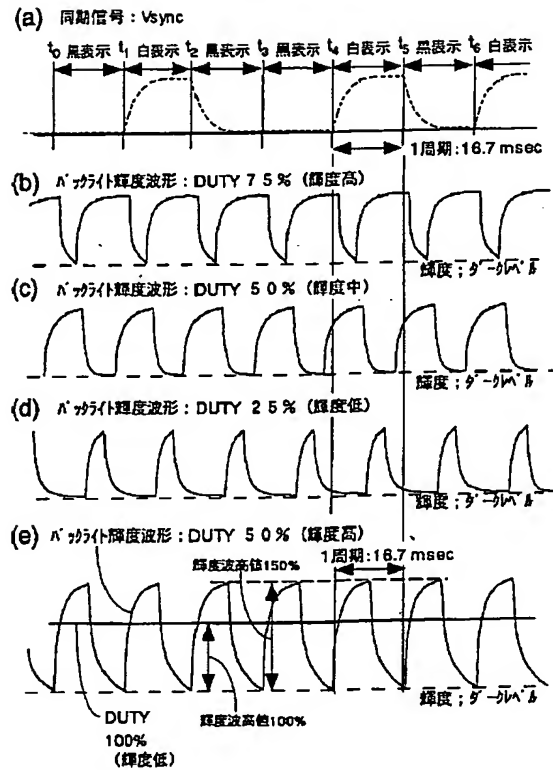 (a) 同期信号 : Vsync
t0 黒表示 t1 白表示 t2 黒表示 t3 黒表示 t4 白表示 t5 黒表示 t6 白表示
1周期:16.7 msec
(b) バックライト輝度波形 : DUTY 75% (輝度高)
輝度 ; ダークレベル
(c) バックライト輝度波形 : DUTY 50% (輝度中)
輝度 ; ダークレベル
(d) バックライト輝度波形 : DUTY 25% (輝度低)
輝度 ; ダークレベル
(e) バックライト輝度波形 : DUTY 50% (輝度高)
1周期:16.7 msec
輝度波高値150%
輝度 ; ダークレベル
DUTY
100%
(輝度低)
輝度波高値100%